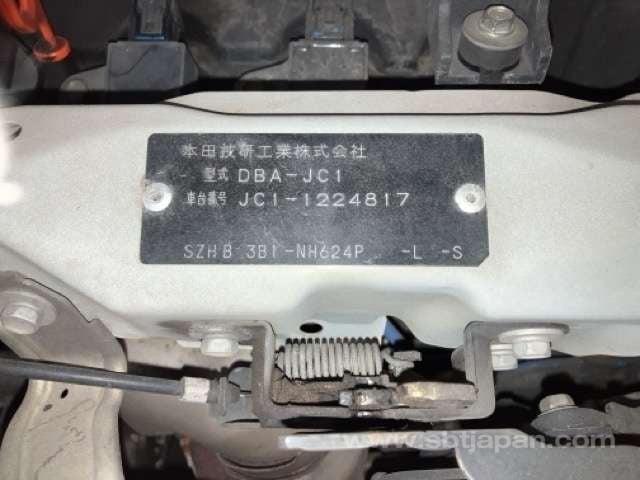 本田技研工業株式会社
型式 DBA-JC1
車台番号 JC1-1224817
SZHB 3B1-NH624P -L -S
www.sbtjapan.com